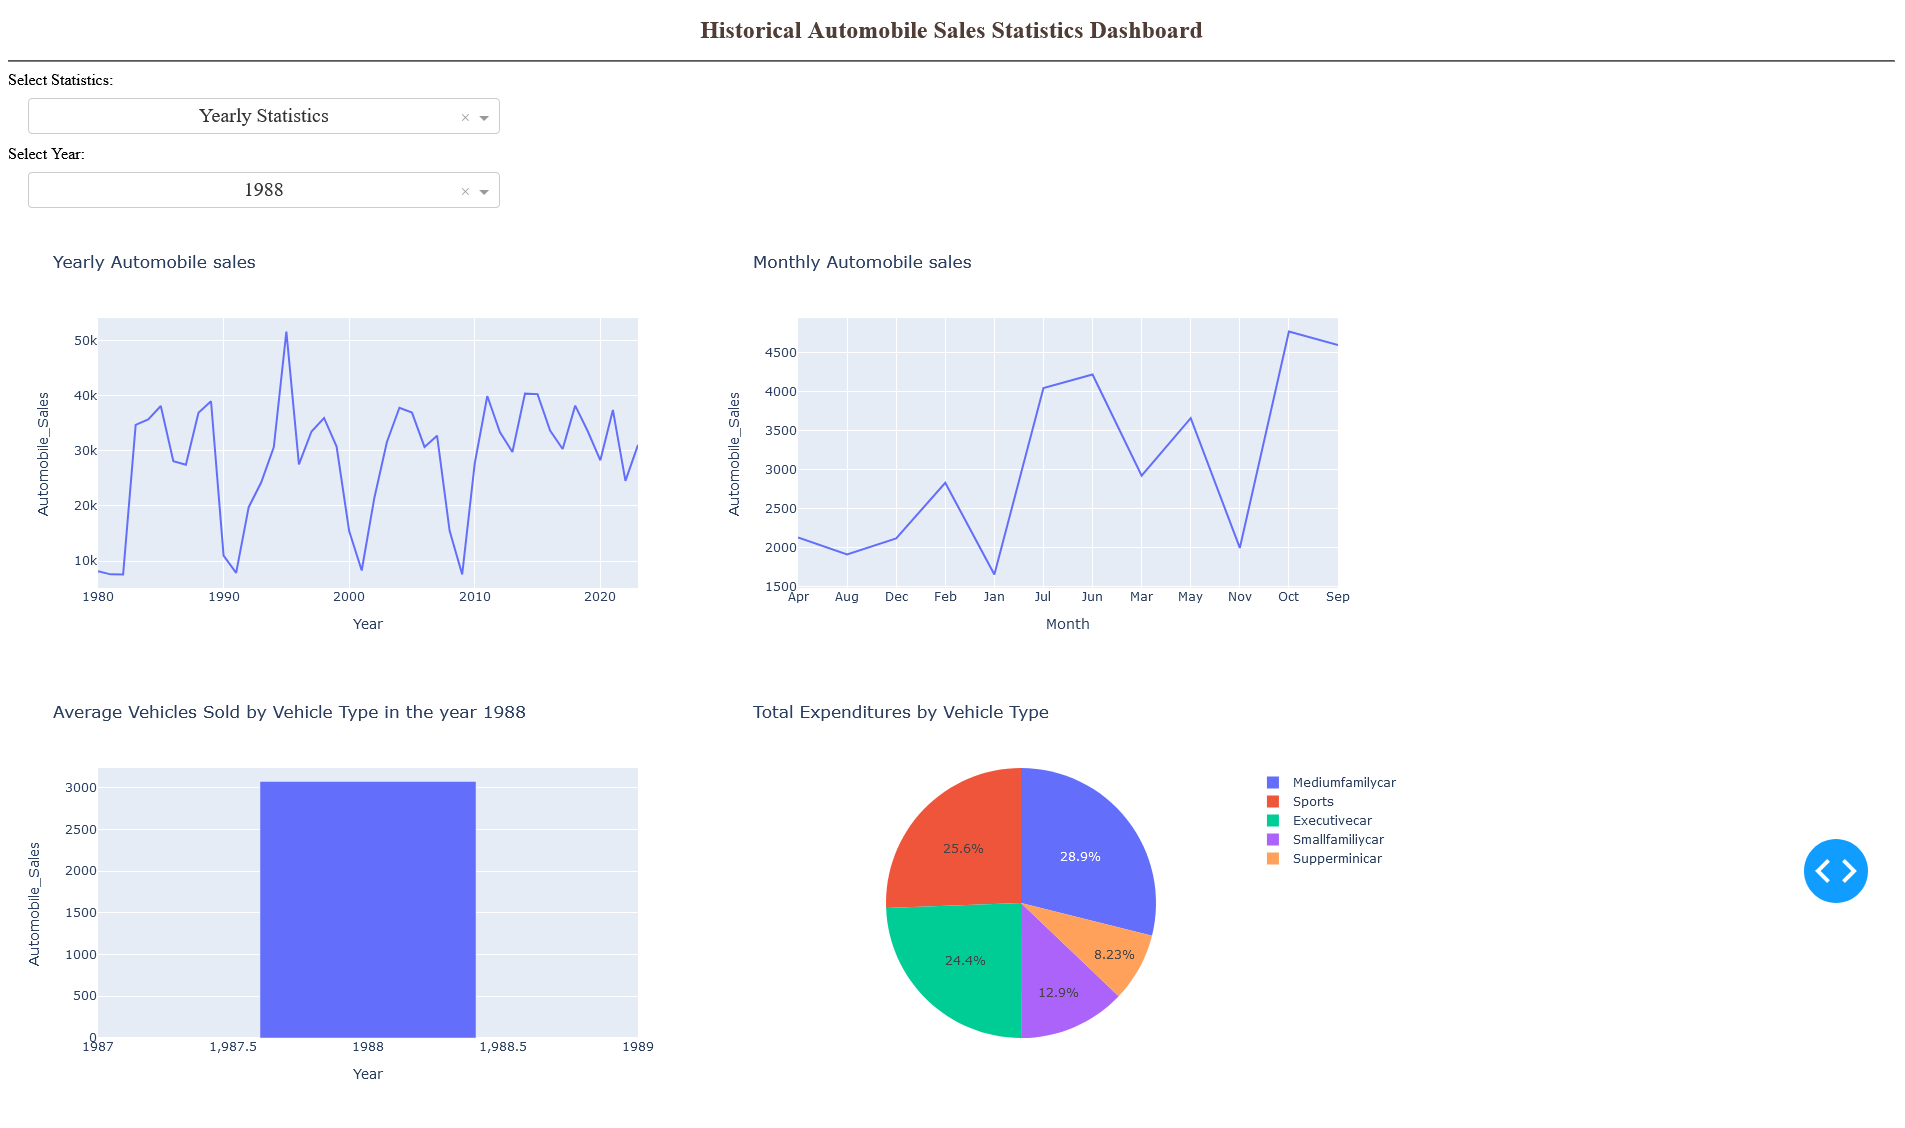 Historical Automobile Sales Statistics Dashboard
Select Statistics:
Yearly Statistics × 
Select Year:
1988 ×
Yearly Automobile sales
50k
40k
30k
20k
10k
Automobile_Sales
1980 1990 2000 2010 2020
Year
Monthly Automobile sales
4500
4000
3500
3000
2500
2000
1500
Automobile_Sales
Apr Aug Dec Feb Jan Jul Jun Mar May Nov Oct Sep
Month
Average Vehicles Sold by Vehicle Type in the year 1988
3000
2500
2000
1500
1000
500
0
Automobile_Sales
1987 1,987.5 1988 1,988.5 1989
Year
Total Expenditures by Vehicle Type
25.6%
28.9%
24.4%
8.23%
12.9%
Mediumfamilycar
Sports
Executivecar
Smallfamiliycar
Supperminicar